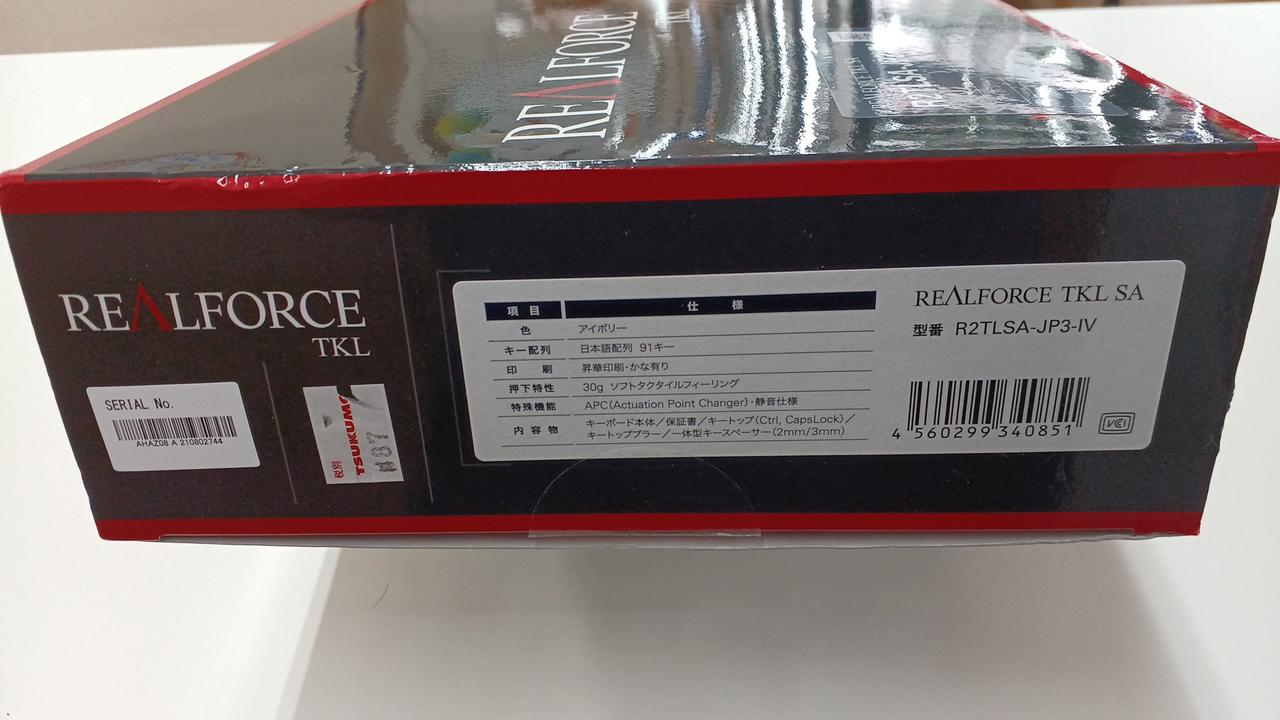 REALFORCE
TKL
REALFORCE
TKL
SERIAL No.
AHAZ08 A 210802744
TSUKUMO
税別
項目 仕様
色 アイボリー
キー配列 日本語配列 91キー
印刷 昇華印刷・かな有り
押下特性 30g ソフトタクタイルフィーリング
特殊機能 APC(Actuation Point Changer)・静音仕様
内容物 キーボード本体／保証書／キートップ(Ctrl, CapsLock)／
キートッププラー／一体型キースペーサー(2mm/3mm)
REALFORCE TKL SA
型番 R2TLSA-JP3-IV
4 560299 340851
VCCI